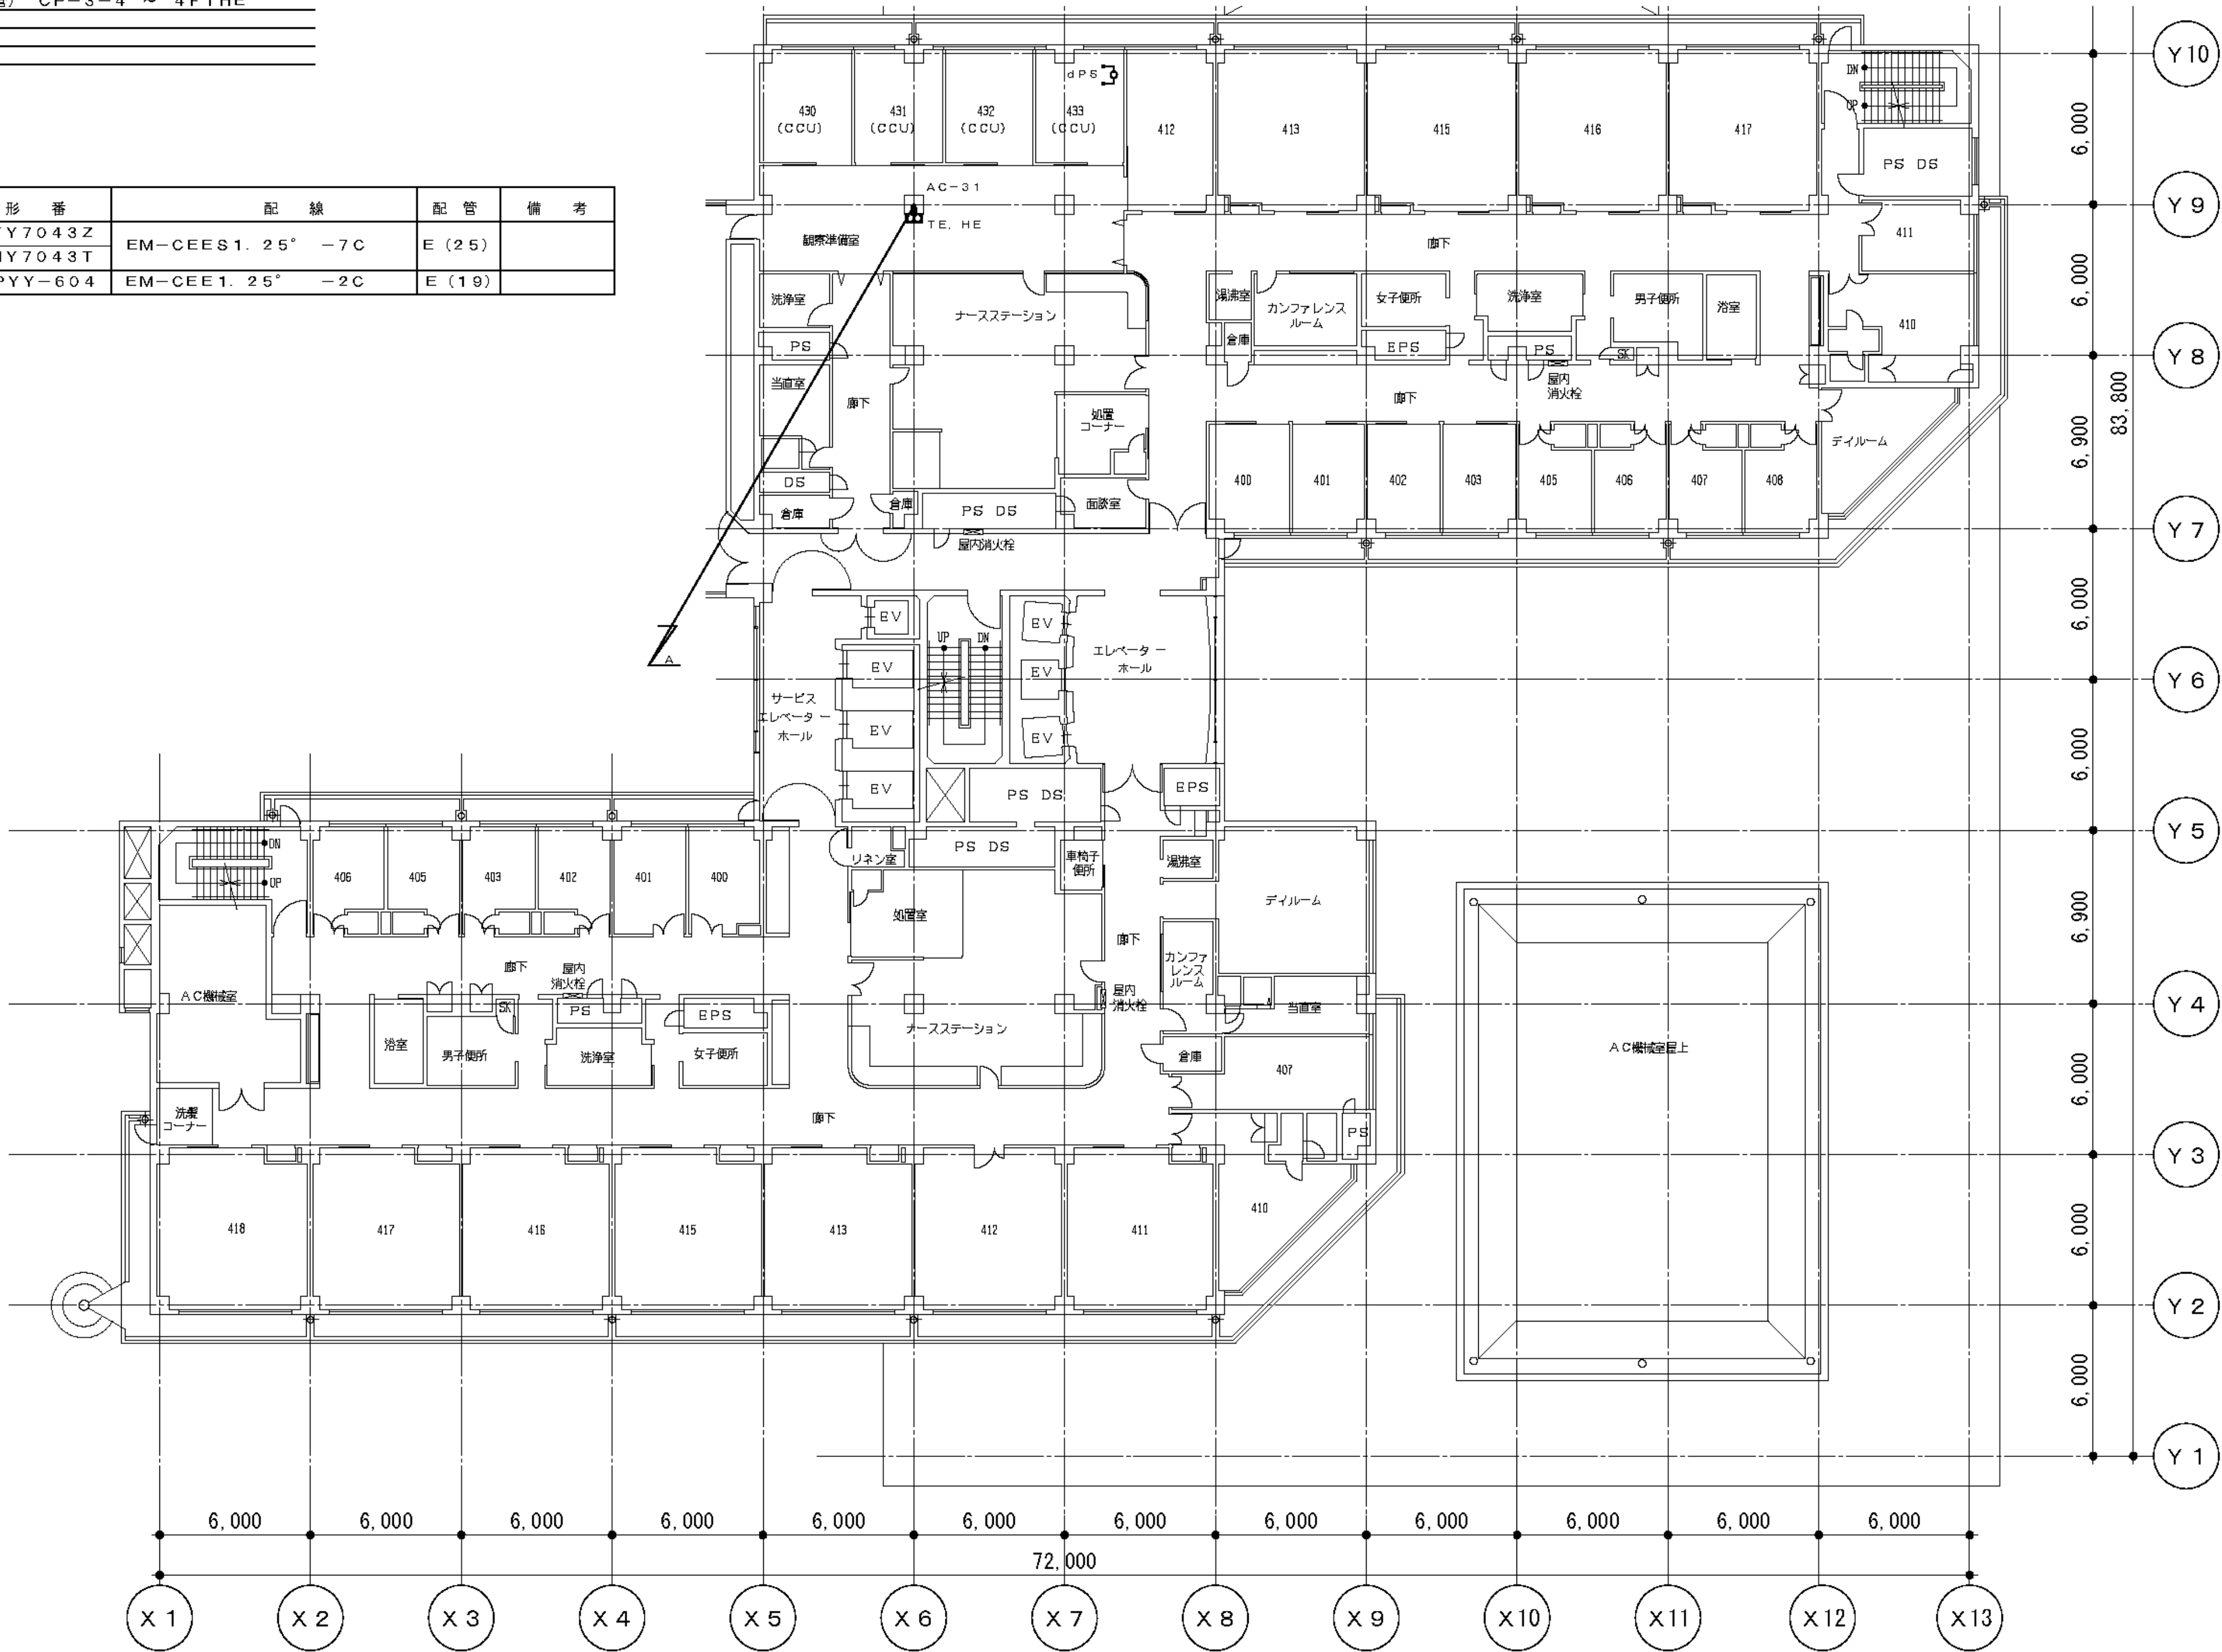 CP-3-4 ～ 4PTHE
形 番 配 線 配 管 備 考
Y7043Z EM-CEES1.25° -7C E (25)
Y7043T
PYY-604 EM-CEE1.25° -2C E (19)
dPS
430 431 432 433 412 413 415 416 417
(CCU) (CCU) (CCU) (CCU)
DN
UP
PS DS
AC-31
TE, HE
観察準備室
廊下
411
洗浄室
ナースステーション
湯沸室
カンファレンス
ルーム
女子便所
洗浄室
男子便所
浴室
410
倉庫
PS
EPS
PS
SK
屋内
消火栓
当直室
廊下
処置
コーナー
廊下
デイルーム
DS
倉庫
倉庫
PS DS
面談室
400 401 402 403 405 406 407 408
屋内消火栓
EV
EV
UP DN
A
EV
EV
エレベーター
ホール
サービス
エレベーター
ホール
EV
EV
EV
PS DS
EPS
DN
UP
406 405 403 402 401 400
リネン室
PS DS
車椅子
便所
湯沸室
処置室
デイルーム
廊下
廊下
カンファ
レンス
ルーム
屋内
消火栓
AC機械室
SK
PS
EPS
屋内
消火栓
当直室
ナースステーション
浴室
男子便所
洗浄室
女子便所
倉庫
407
AC機械室屋上
洗髪
コーナー
廊下
PS
418 417 416 415 413 412 411
410
Y10
6,000
Y9
6,000
Y8
83,800
6,900
Y7
6,000
Y6
6,000
Y5
6,900
Y4
6,000
Y3
6,000
Y2
6,000
Y1
6,000 6,000 6,000 6,000 6,000 6,000 6,000 6,000 6,000 6,000 6,000 6,000
72,000
X1 X2 X3 X4 X5 X6 X7 X8 X9 X10 X11 X12 X13